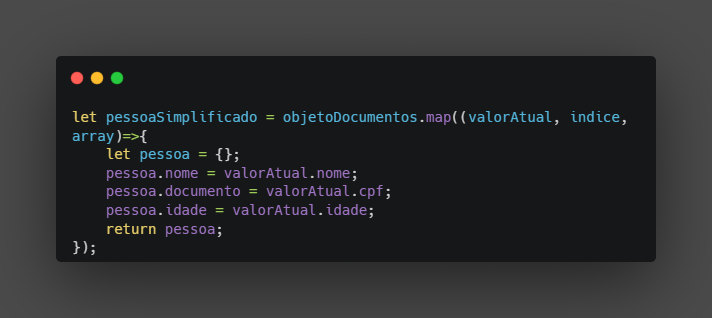 let pessoaSimplificado = objetoDocumentos.map((valorAtual, indice,
array)=>{
    let pessoa = {};
    pessoa.nome = valorAtual.nome;
    pessoa.documento = valorAtual.cpf;
    pessoa.idade = valorAtual.idade;
    return pessoa;
});